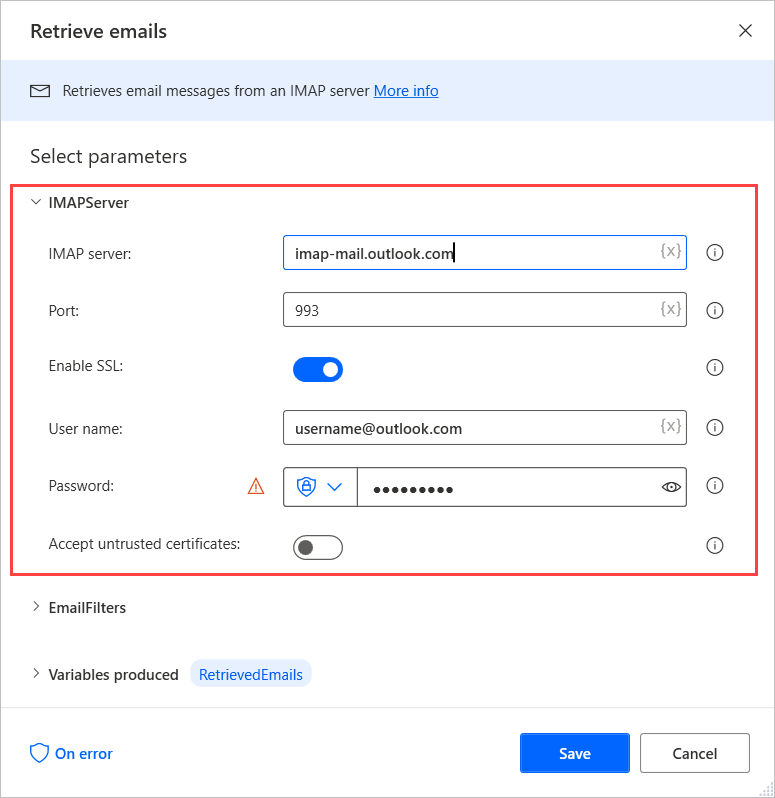 Retrieve emails
Retrieves email messages from an IMAP server More info
Select parameters
IMAPServer
IMAP server: imap-mail.outlook.com {x}
Port: 993 {x}
Enable SSL:
User name: username@outlook.com {x}
Password: •••••••••
Accept untrusted certificates:
EmailFilters
Variables produced RetrievedEmails
On error Save Cancel